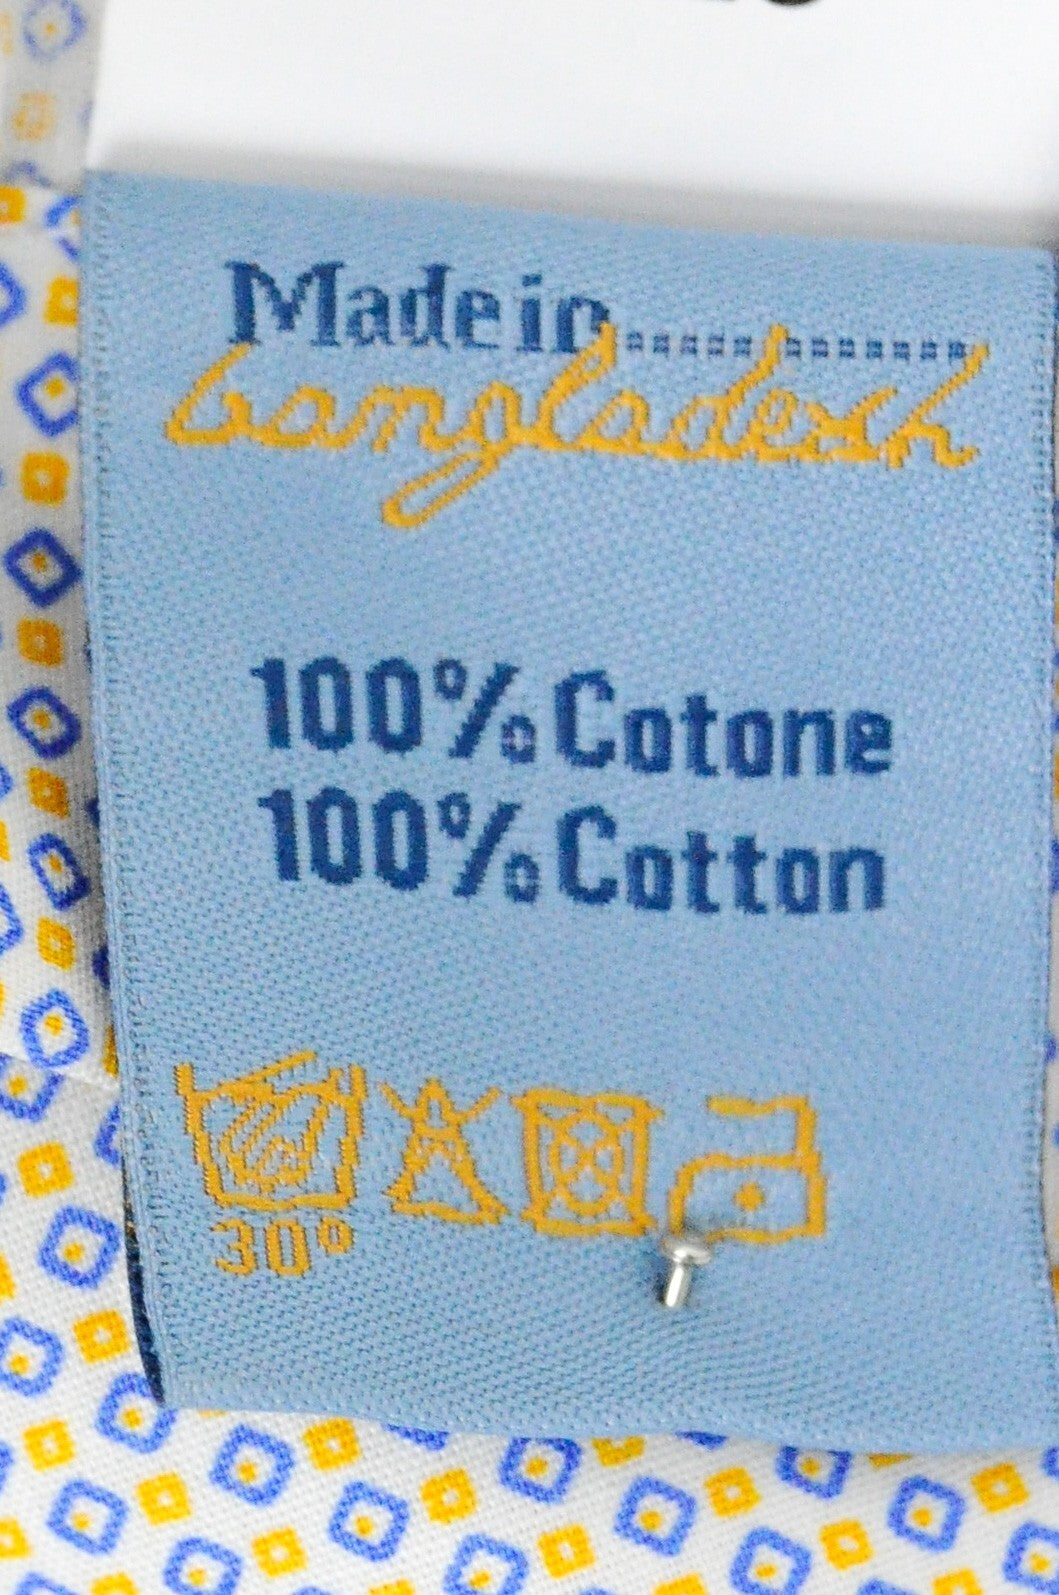 Made in..............
bangladesh
100% Cotone
100% Cotton
30°